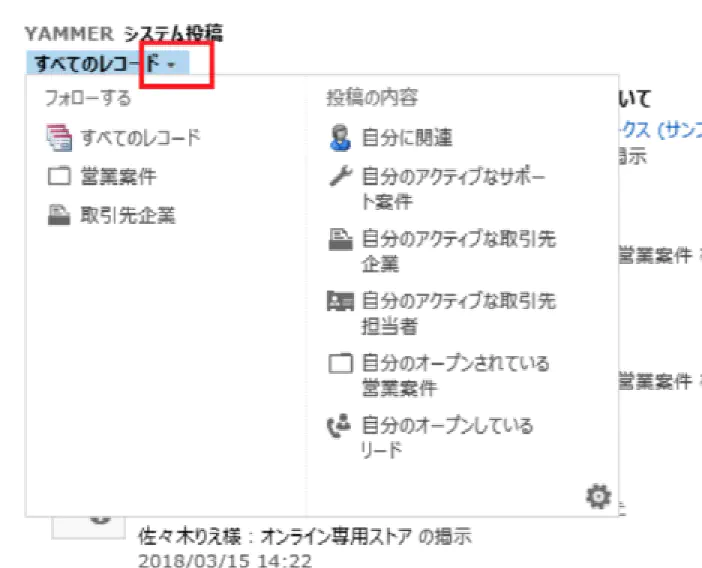 YAMMER システム投稿
すべてのレコード
フォローする
すべてのレコード
営業案件
取引先企業
投稿の内容
自分に関連
自分のアクティブなサポー
ト案件
自分のアクティブな取引先
企業
自分のアクティブな取引先
担当者
自分のオープンされている
営業案件
自分のオープンしている
リード
いて
クス (サンプ
掲示
営業案件
営業案件
佐々木りえ様：オンライン専用ストア の掲示
2018/03/15 14:22